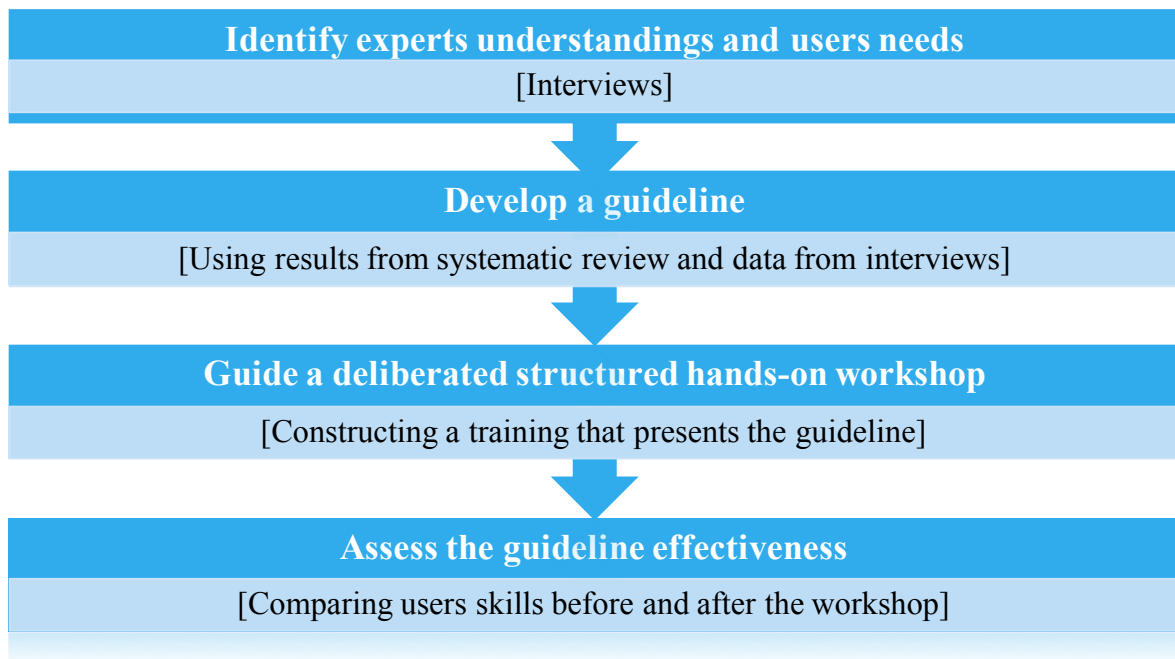 Identify experts understandings and users needs
[Interviews]
Develop a guideline
[Using results from systematic review and data from interviews]
Guide a deliberated structured hands-on workshop
[Constructing a training that presents the guideline]
Assess the guideline effectiveness
[Comparing users skills before and after the workshop]